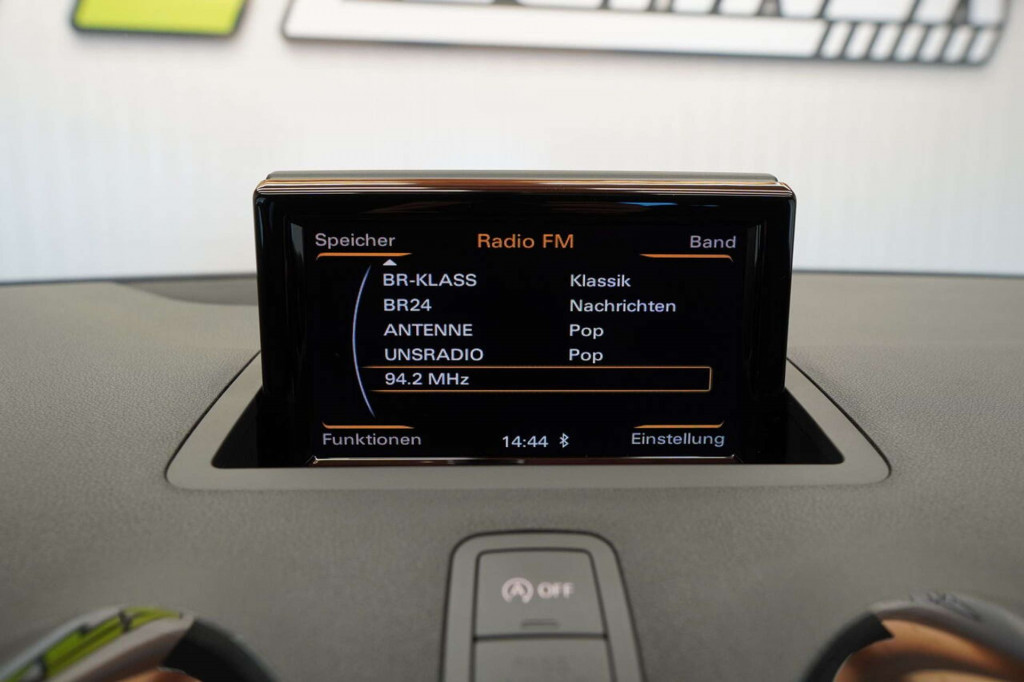 Speicher Radio FM Band
BR-KLASS Klassik
BR24 Nachrichten
ANTENNE Pop
UNSRADIO Pop
94.2 MHz
Funktionen 14:44 Einstellung
A OFF